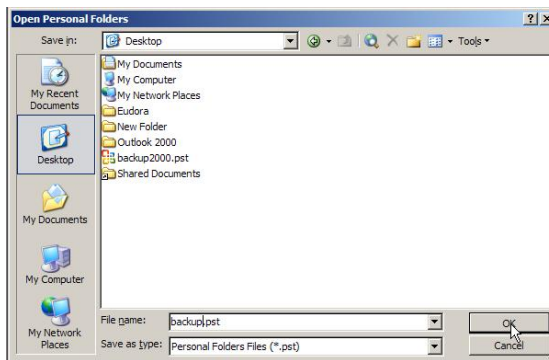 Open Personal Folders
Save in:
Desktop
Tools
My Recent
Documents
Desktop
My Documents
My Computer
My Network
Places
My Documents
My Computer
My Network Places
Eudora
New Folder
Outlook 2000
backup2000.pst
Shared Documents
File name:
backup.pst
OK
Save as type:
Personal Folders Files (*.pst)
Cancel